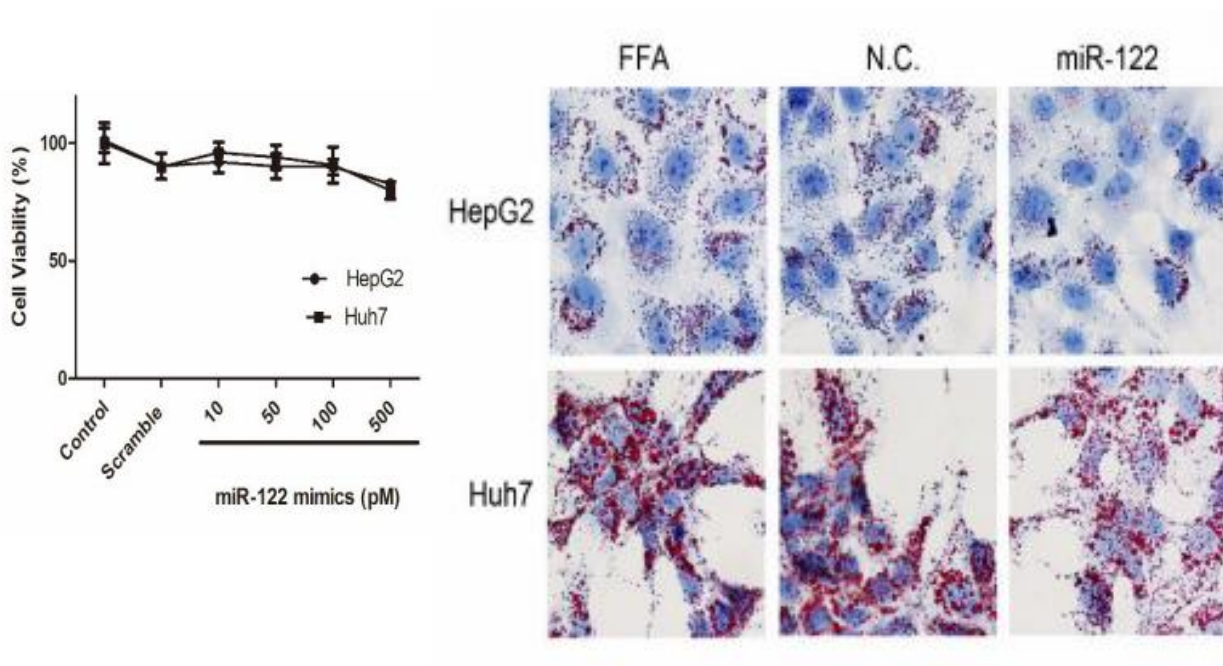 FFA
N.C.
miR-122
HepG2
Huh7
Cell Viability (%)
100
50
0
HepG2
Huh7
Control
Scramble
10
50
100
500
miR-122 mimics (pM)